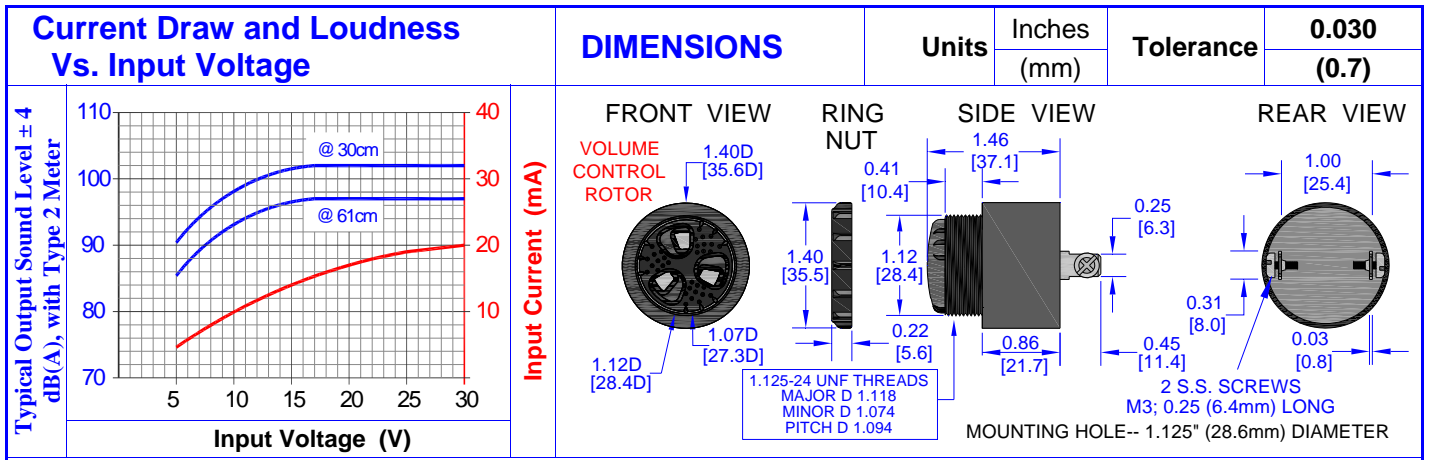 Current Draw and Loudness
Vs. Input Voltage
DIMENSIONS
Units
Inches
(mm)
Tolerance
0.030
(0.7)
Typical Output Sound Level ± 4
dB(A), with Type 2 Meter
110
100
90
80
70
@ 30cm
@ 61cm
40
30
20
10
Input Current (mA)
5 10 15 20 25 30
Input Voltage (V)
FRONT VIEW
VOLUME
CONTROL
ROTOR
1.40D
[35.6D]
1.07D
[27.3D]
1.12D
[28.4D]
RING
NUT
1.40
[35.5]
0.22
[5.6]
SIDE VIEW
1.46
[37.1]
0.41
[10.4]
1.12
[28.4]
0.25
[6.3]
0.86
[21.7]
0.45
[11.4]
1.125-24 UNF THREADS
MAJOR D 1.118
MINOR D 1.074
PITCH D 1.094
REAR VIEW
1.00
[25.4]
0.31
[8.0]
0.03
[0.8]
2 S.S. SCREWS
M3; 0.25 (6.4mm) LONG
MOUNTING HOLE-- 1.125" (28.6mm) DIAMETER